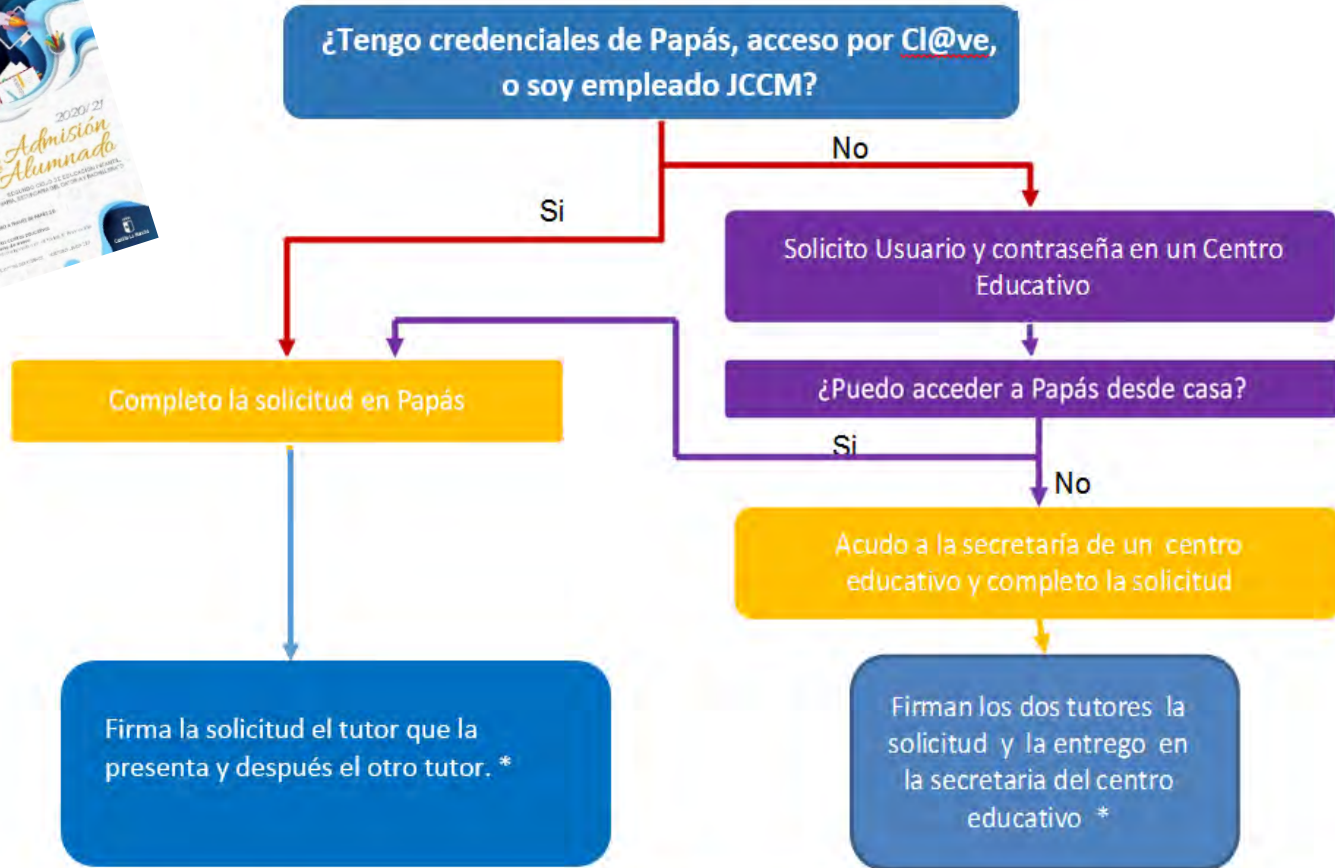 2020/21
Admisión
Alumnado
Castilla-La Mancha
¿Tengo credenciales de Papás, acceso por Cl@ve,
o soy empleado JCCM?
No
Si
Solicito Usuario y contraseña en un Centro
Educativo
Completo la solicitud en Papás
¿Puedo acceder a Papás desde casa?
Si
No
Acudo a la secretaría de un centro
educativo y completo la solicitud
Firma la solicitud el tutor que la
presenta y después el otro tutor. *
Firman los dos tutores la
solicitud y la entrego en
la secretaria del centro
educativo *